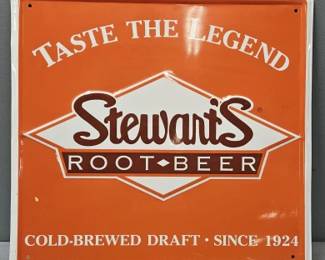 TASTE THE LEGEND
Stewart's
ROOT•BEER
COLD-BREWED DRAFT • SINCE 1924